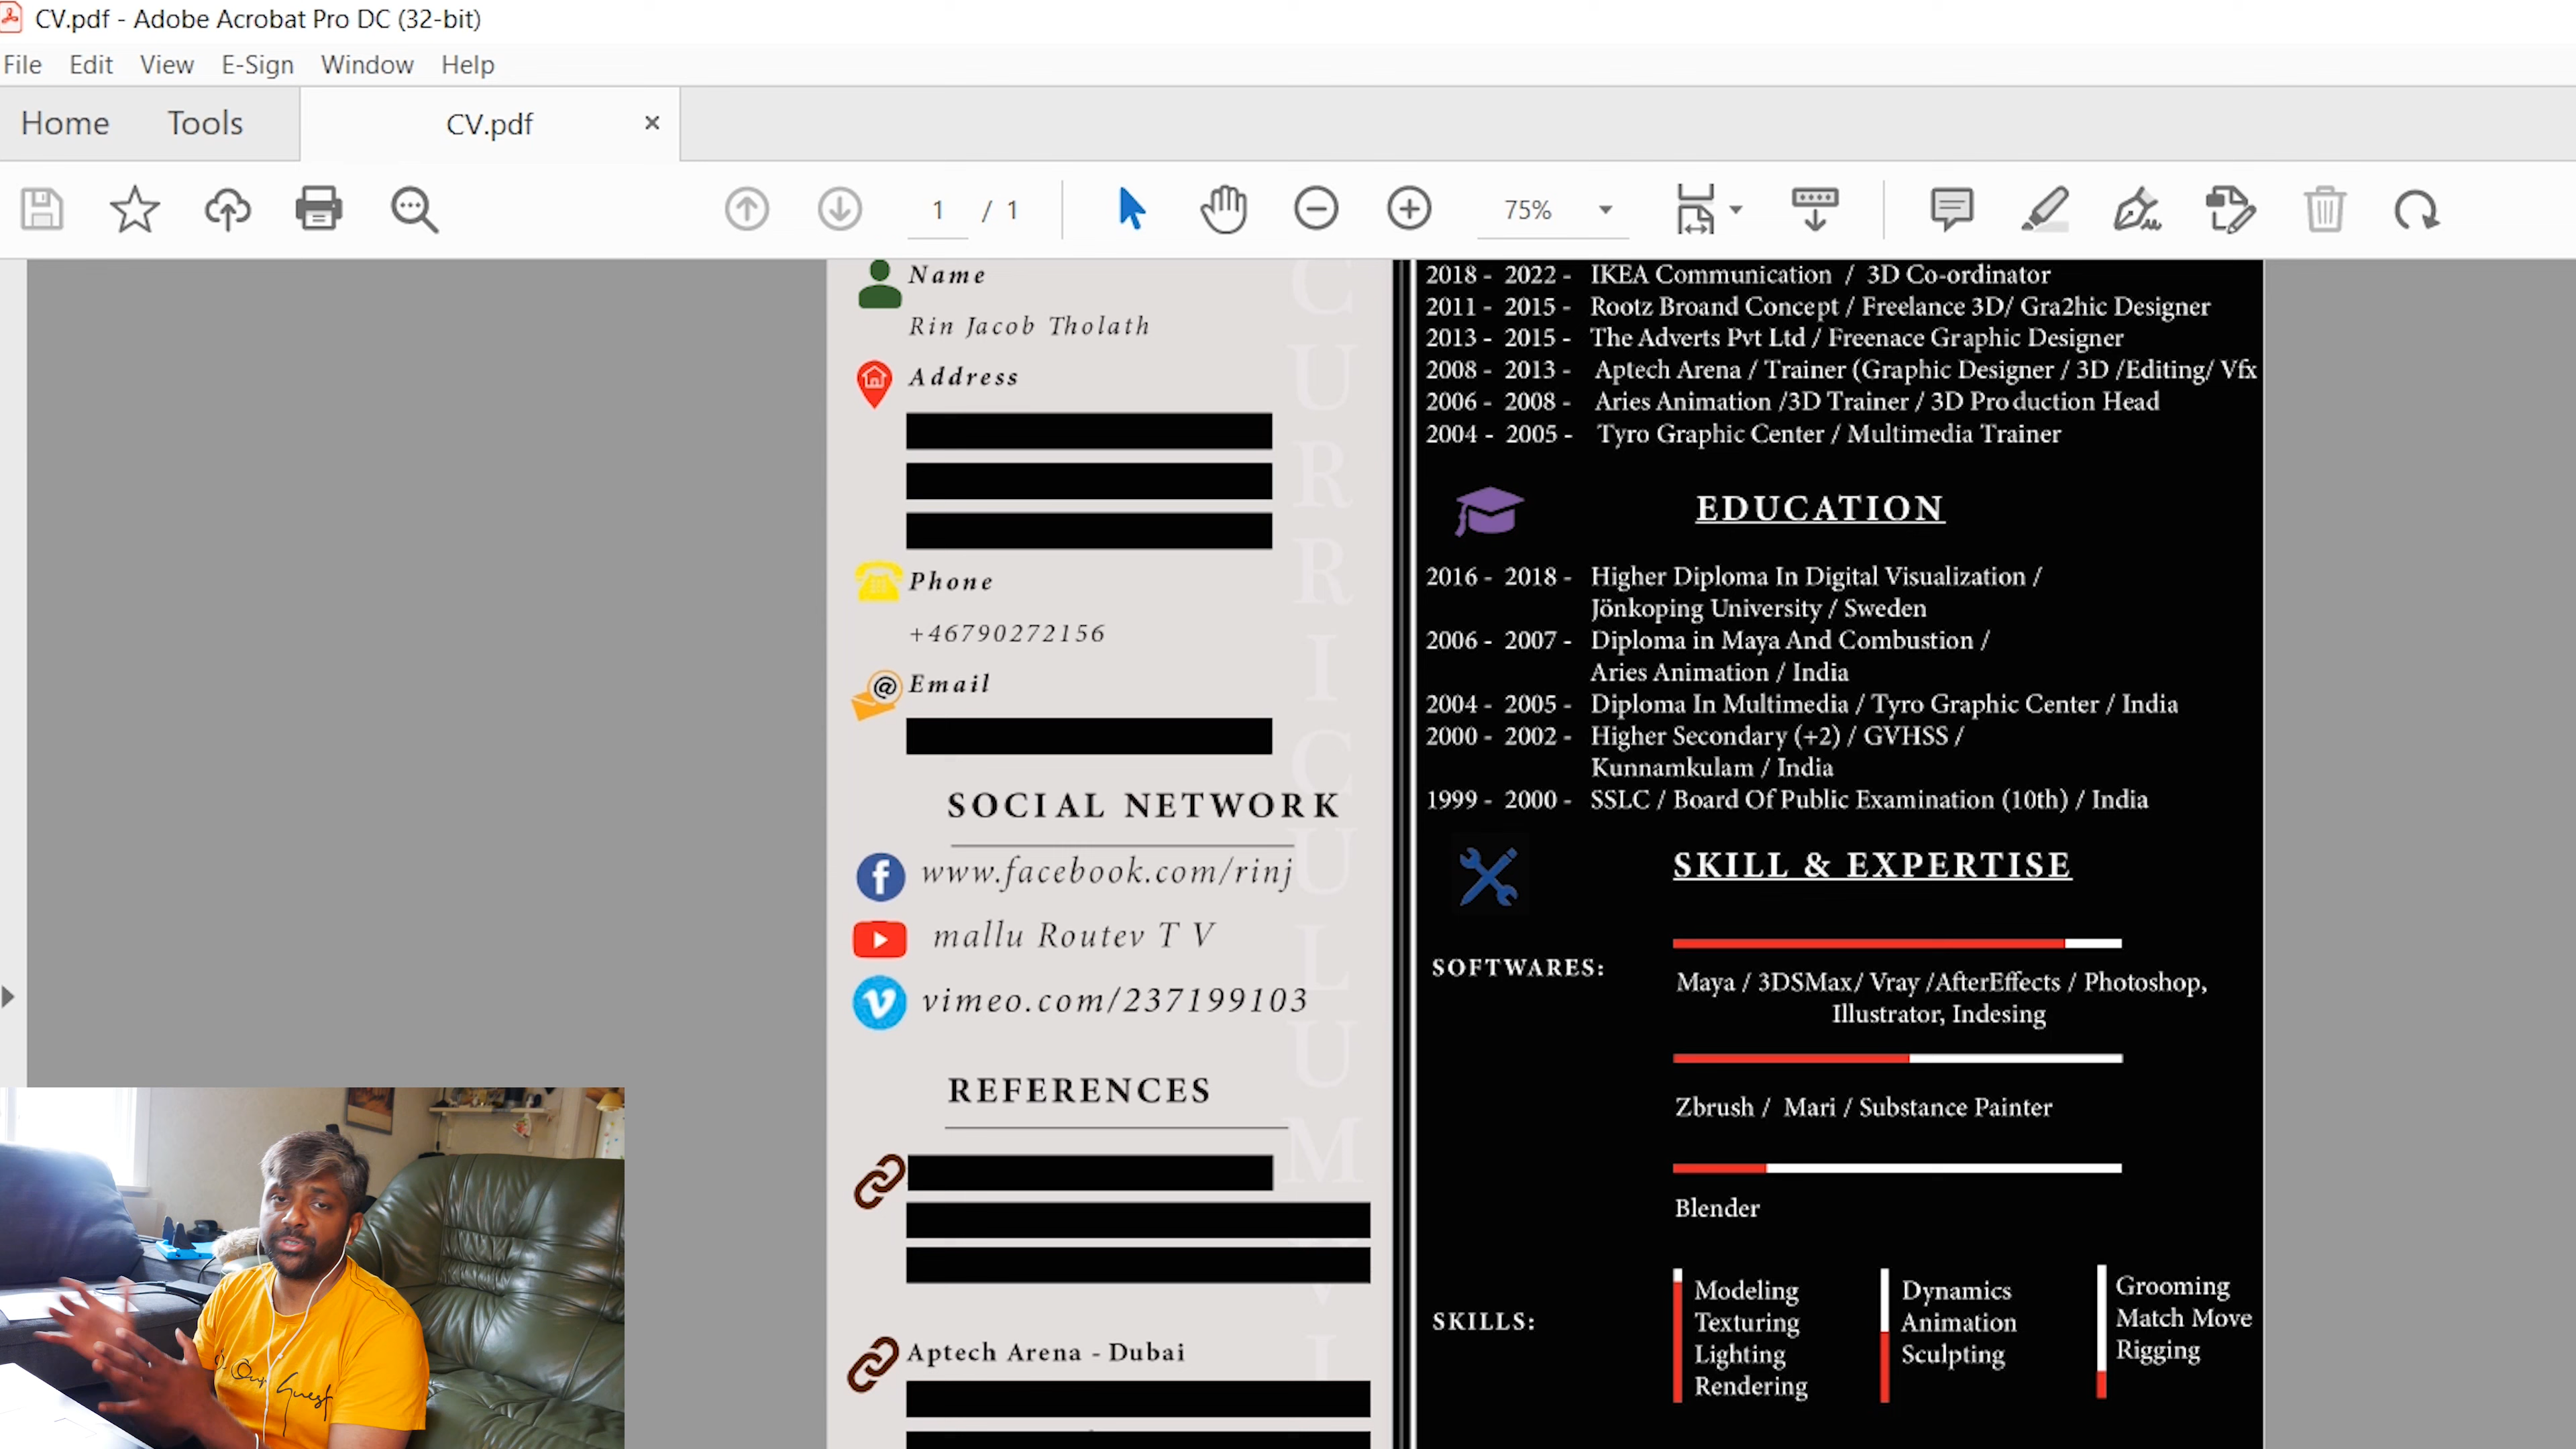 CV.pdf - Adobe Acrobat Pro DC (32-bit)
File Edit View E-Sign Window Help
Home Tools CV.pdf
1 / 1 75%
Name
Rin Jacob Tholath
Address
Phone
+46790272156
Email
SOCIAL NETWORK
www.facebook.com/rinj
mallu Routev T V
vimeo.com/237199103
REFERENCES
Aptech Arena - Dubai
CURRICULUM
2018 - 2022 - IKEA Communication / 3D Co-ordinator
2011 - 2015 - Rootz Broand Concept / Freelance 3D/ Gra2hic Designer
2013 - 2015 - The Adverts Pvt Ltd / Freenace Graphic Designer
2008 - 2013 - Aptech Arena / Trainer (Graphic Designer / 3D /Editing/ Vfx
2006 - 2008 - Aries Animation /3D Trainer / 3D Production Head
2004 - 2005 - Tyro Graphic Center / Multimedia Trainer
EDUCATION
2016 - 2018 - Higher Diploma In Digital Visualization /
Jönkoping University / Sweden
2006 - 2007 - Diploma in Maya And Combustion /
Aries Animation / India
2004 - 2005 - Diploma In Multimedia / Tyro Graphic Center / India
2000 - 2002 - Higher Secondary (+2) / GVHSS /
Kunnamkulam / India
1999 - 2000 - SSLC / Board Of Public Examination (10th) / India
SKILL & EXPERTISE
SOFTWARES:
Maya / 3DSMax/ Vray /AfterEffects / Photoshop,
Illustrator, Indesing
Zbrush / Mari / Substance Painter
Blender
SKILLS:
Modeling
Texturing
Lighting
Rendering
Dynamics
Animation
Sculpting
Grooming
Match Move
Rigging